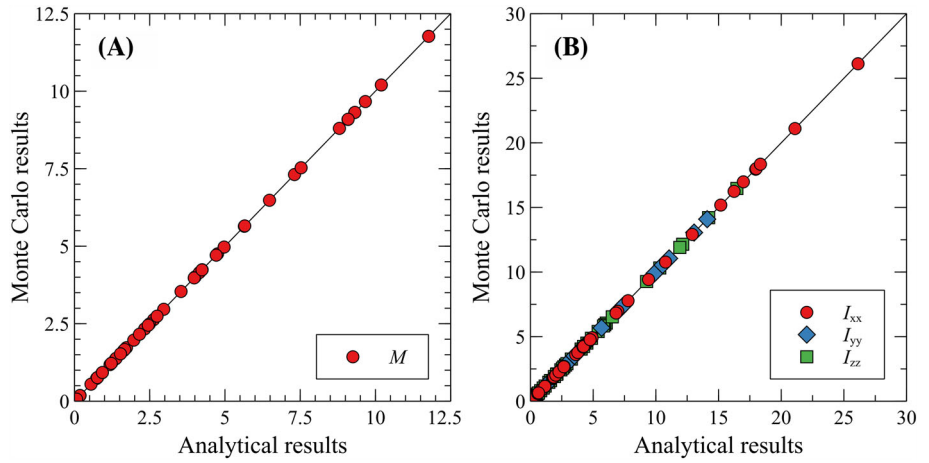 (A)
Monte Carlo results
12.5
10
7.5
5
2.5
0
0 2.5 5 7.5 10 12.5
Analytical results
M
(B)
Monte Carlo results
30
25
20
15
10
5
0
0 5 10 15 20 25 30
Analytical results
Ixx
Iyy
Izz